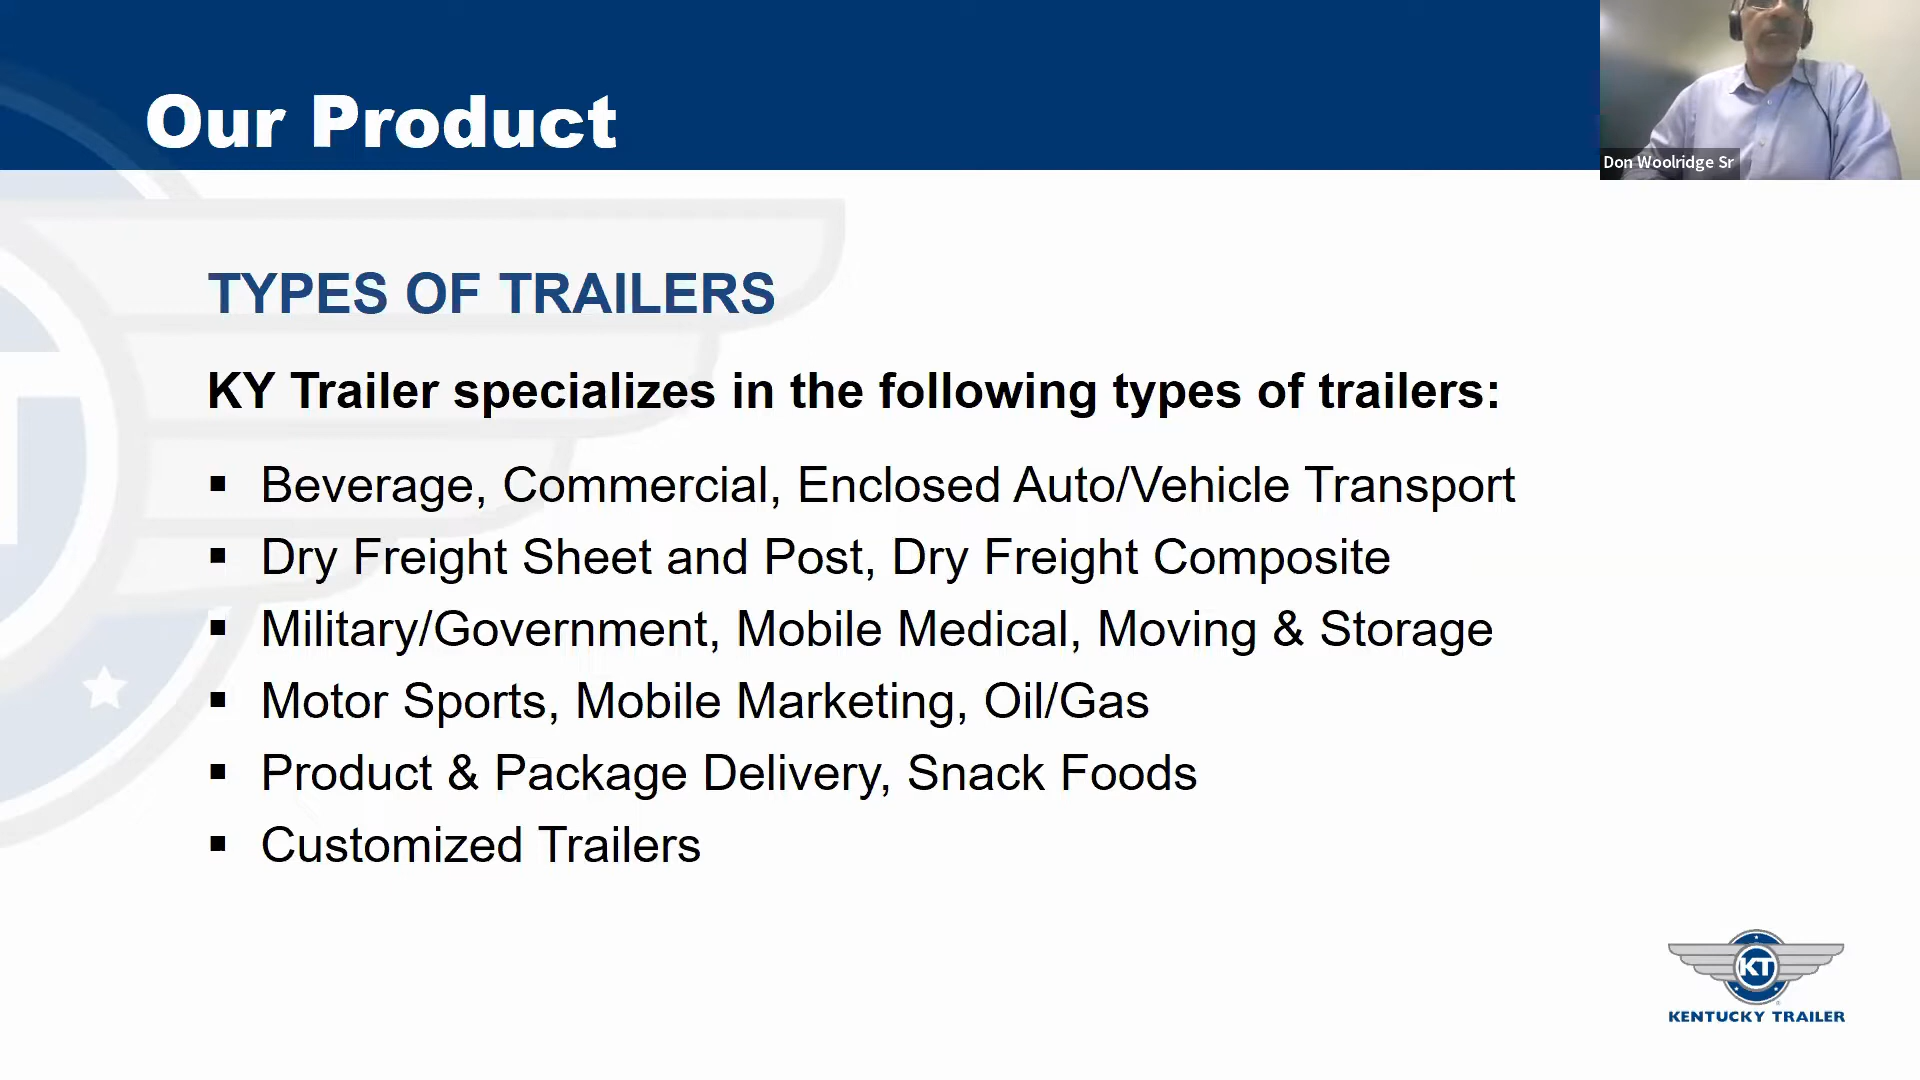 Our Product
Don Woolridge Sr
TYPES OF TRAILERS
KY Trailer specializes in the following types of trailers:
▪ Beverage, Commercial, Enclosed Auto/Vehicle Transport
▪ Dry Freight Sheet and Post, Dry Freight Composite
▪ Military/Government, Mobile Medical, Moving & Storage
▪ Motor Sports, Mobile Marketing, Oil/Gas
▪ Product & Package Delivery, Snack Foods
▪ Customized Trailers
KT
KENTUCKY TRAILER